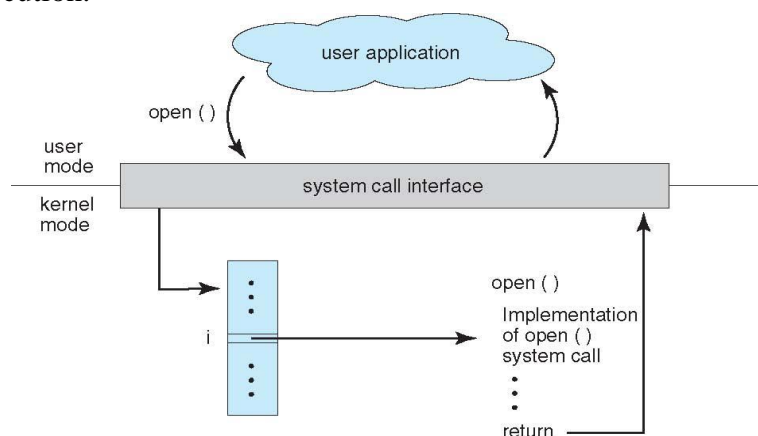 user application
open ( )
user
mode
system call interface
kernel
mode
open ( )
i
Implementation
of open ( )
system call
return